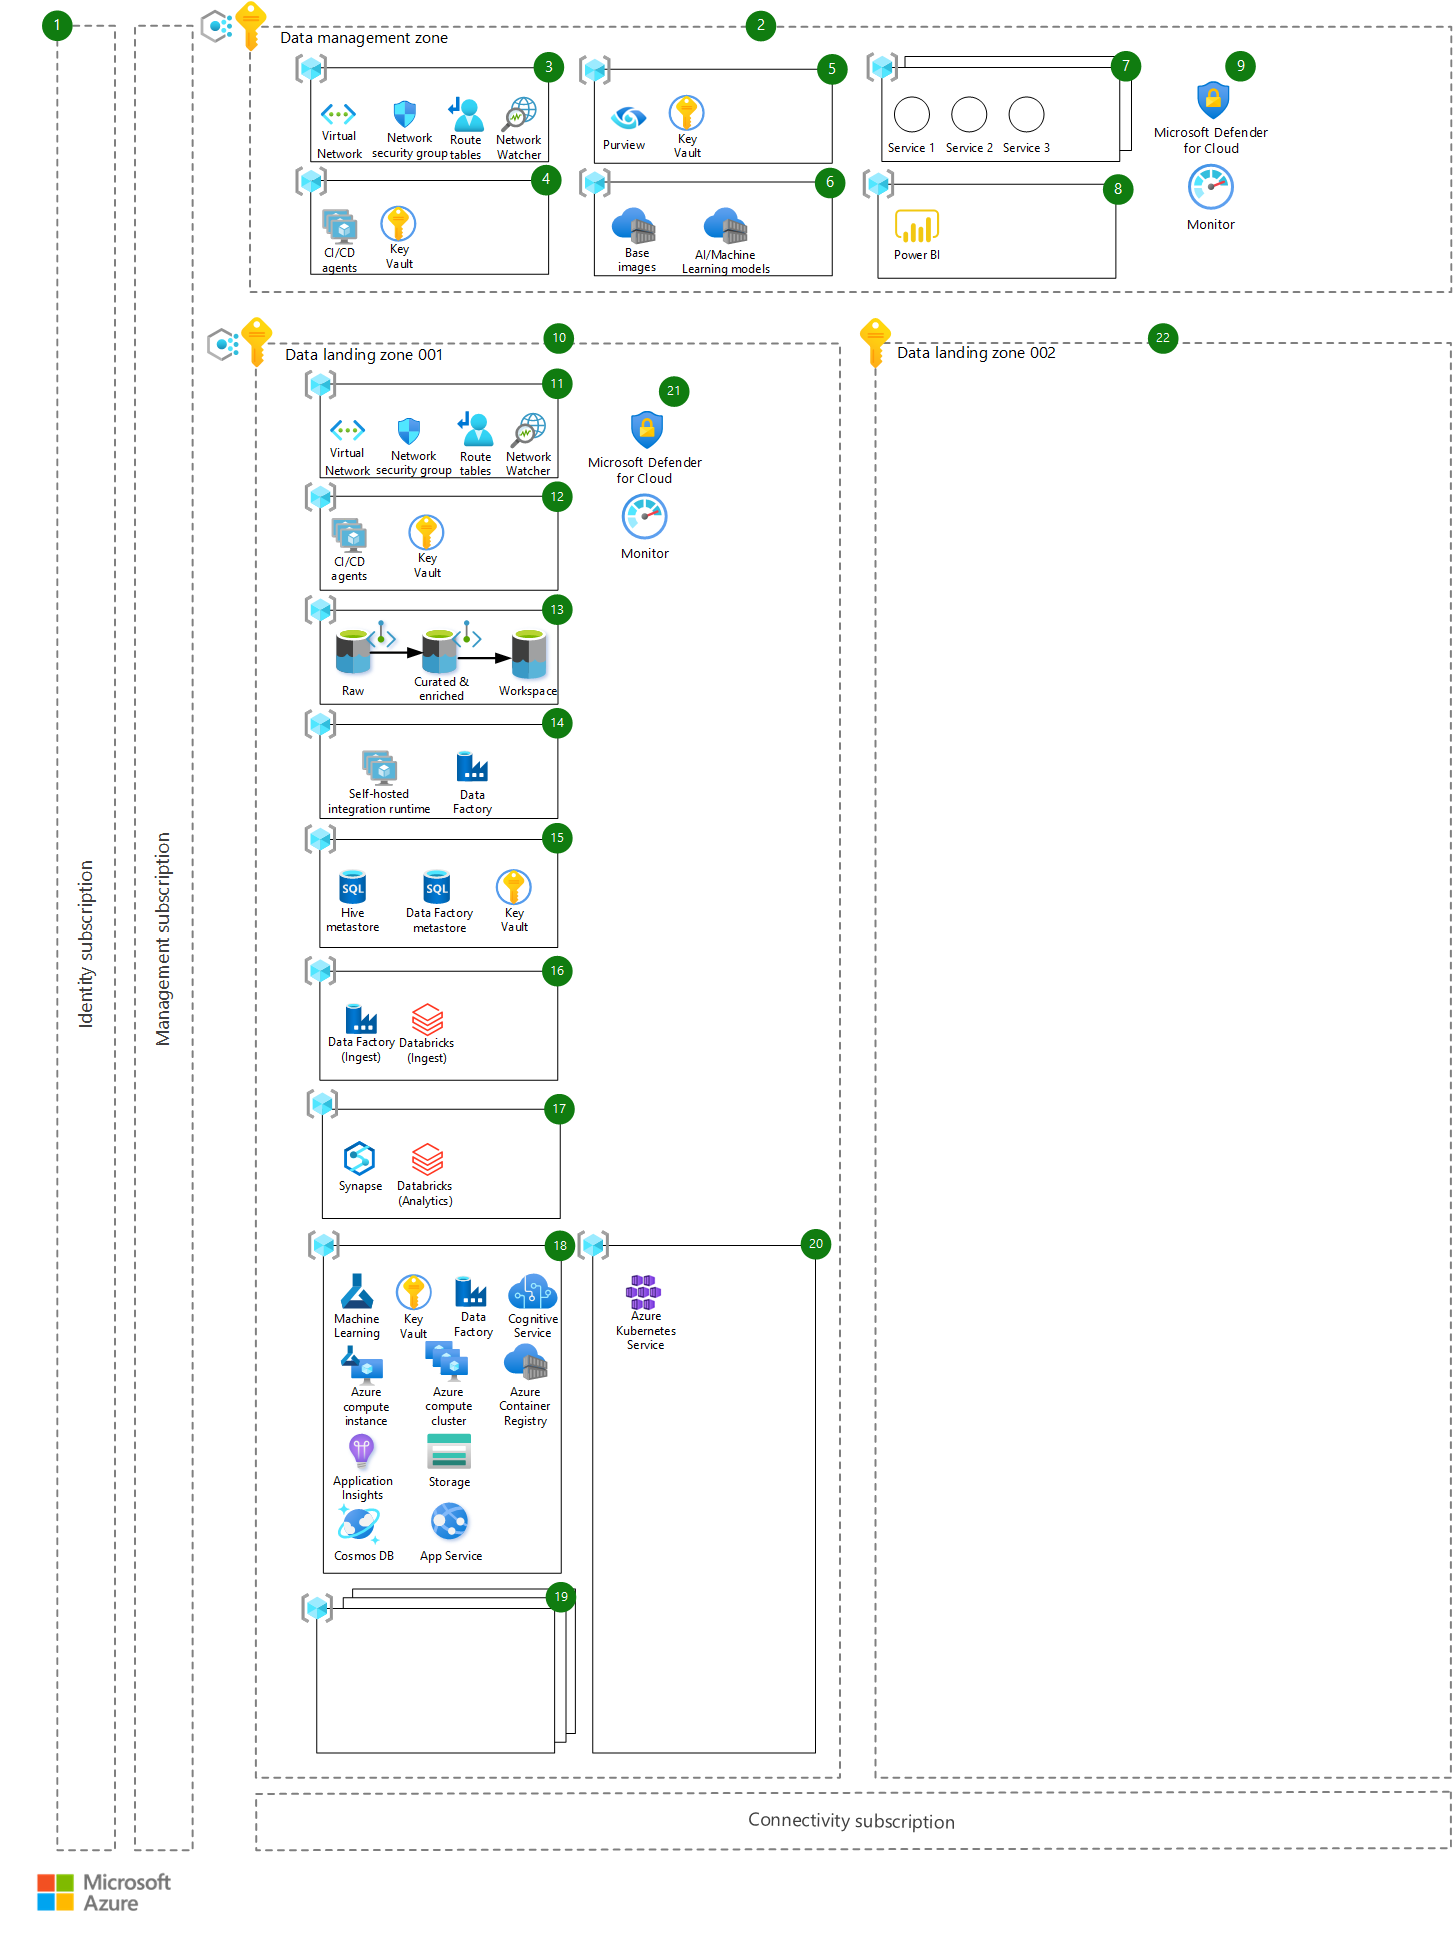 1
2
Data management zone
3
Virtual
Network
Network
security group
Route
tables
Network
Watcher
5
Purview
Key
Vault
7
Service 1
Service 2
Service 3
9
Microsoft Defender
for Cloud
Monitor
4
CI/CD
agents
Key
Vault
6
Base
images
AI/Machine
Learning models
8
Power BI
10
Data landing zone 001
22
Data landing zone 002
11
Virtual
Network
Network
security group
Route
tables
Network
Watcher
21
Microsoft Defender
for Cloud
Monitor
12
CI/CD
agents
Key
Vault
13
Raw
Curated &
enriched
Workspace
14
Self-hosted
integration runtime
Data
Factory
15
SQL
Hive
metastore
SQL
Data Factory
metastore
Key
Vault
16
Data Factory
(Ingest)
Databricks
(Ingest)
17
Synapse
Databricks
(Analytics)
18
Machine
Learning
Key
Vault
Data
Factory
Cognitive
Service
Azure
compute
instance
Azure
compute
cluster
Azure
Container
Registry
Application
Insights
Storage
Cosmos DB
App Service
20
Azure
Kubernetes
Service
19
Identity subscription
Management subscription
Connectivity subscription
Microsoft
Azure